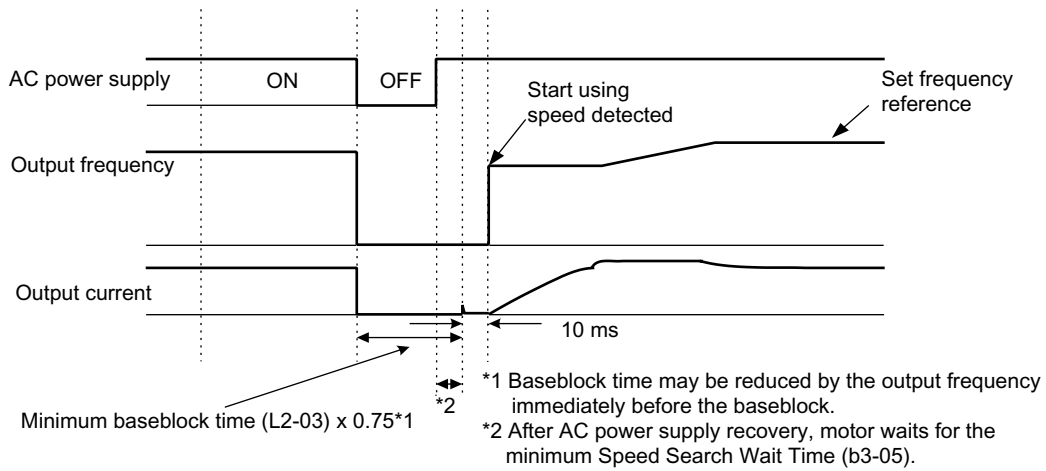 AC power supply
ON
OFF
Start using
speed detected
Set frequency
reference
Output frequency
Output current
10 ms
Minimum baseblock time (L2-03) x 0.75*1
*2
*1 Baseblock time may be reduced by the output frequency
immediately before the baseblock.
*2 After AC power supply recovery, motor waits for the
minimum Speed Search Wait Time (b3-05).